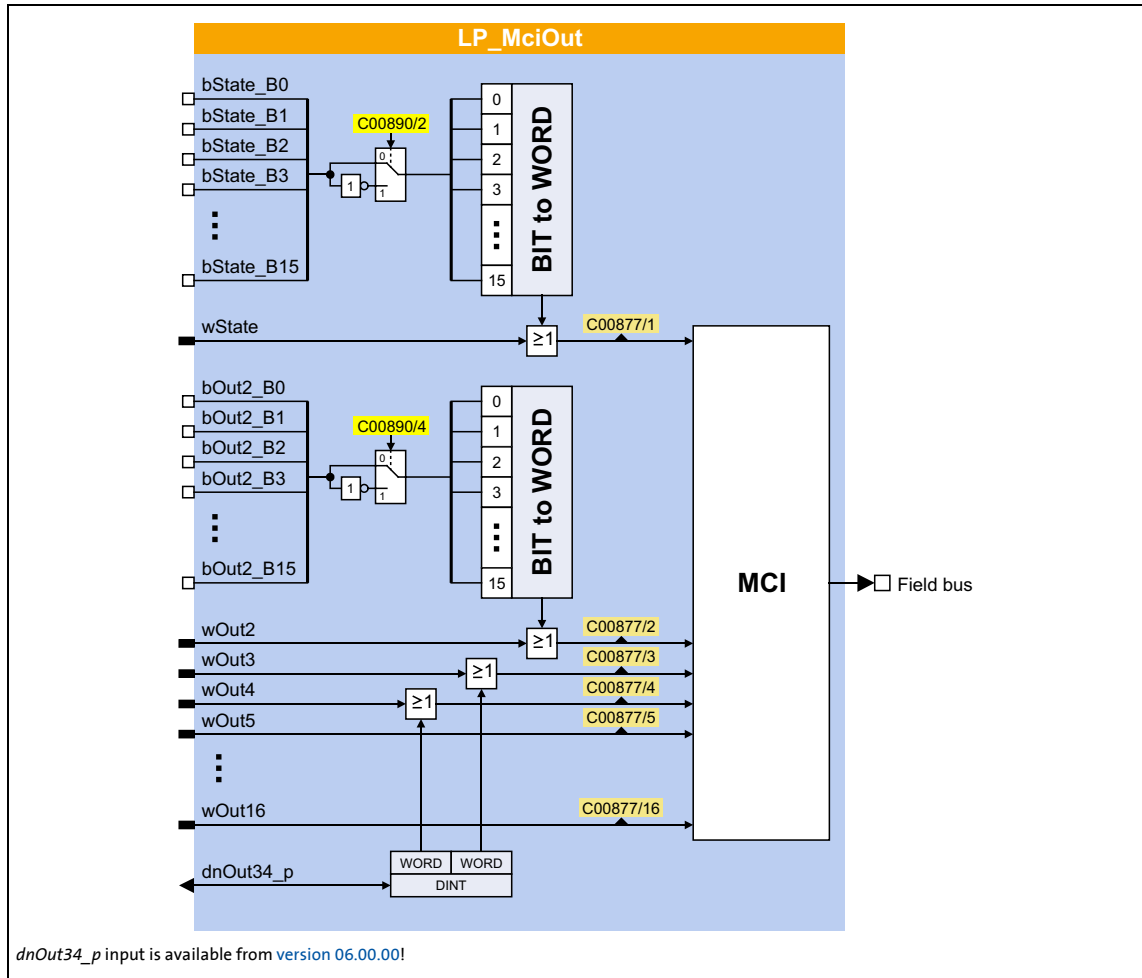 LP_MciOut
bState_B0
bState_B1
bState_B2
bState_B3
bState_B15
C00890/2
0
1
1
0
1
2
3
15
BIT to WORD
wState
≥1
C00877/1
bOut2_B0
bOut2_B1
bOut2_B2
bOut2_B3
bOut2_B15
C00890/4
0
1
1
0
1
2
3
15
BIT to WORD
MCI
Field bus
wOut2
≥1
C00877/2
wOut3
≥1
C00877/3
wOut4
≥1
C00877/4
wOut5
C00877/5
wOut16
C00877/16
dnOut34_p
WORD WORD
DINT
dnOut34_p input is available from version 06.00.00!